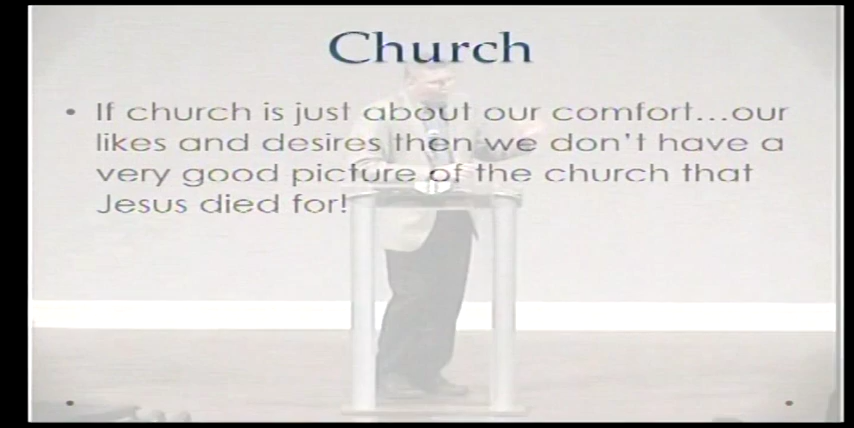 Church
• If church is just about our comfort...our
likes and desires then we don't have a
very good picture of the church that
Jesus died for!